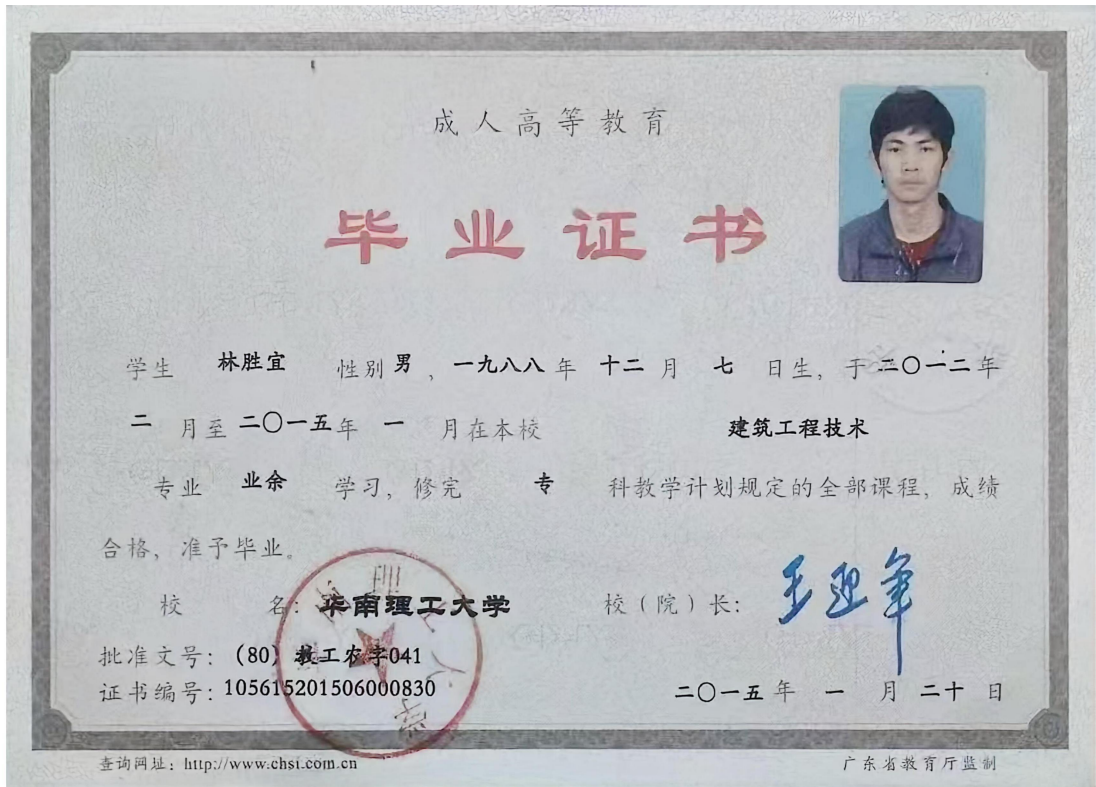 成人高等教育
毕业证书
学生 林胜宜 性别 男 ，一九八八 年 十二 月 七 日生，于 二〇一二 年
二 月至 二〇一五 年 一 月在本校 建筑工程技术
专业 业余 学习，修完 专 科教学计划规定的全部课程，成绩
合格，准予毕业。
校 名：华南理工大学 校（院）长：王迎军
批准文号：（80）教工农字041
证书编号：105615201506000830 二〇一五 年 一 月 二十 日
查询网址：http://www.chsi.com.cn 广东省教育厅监制